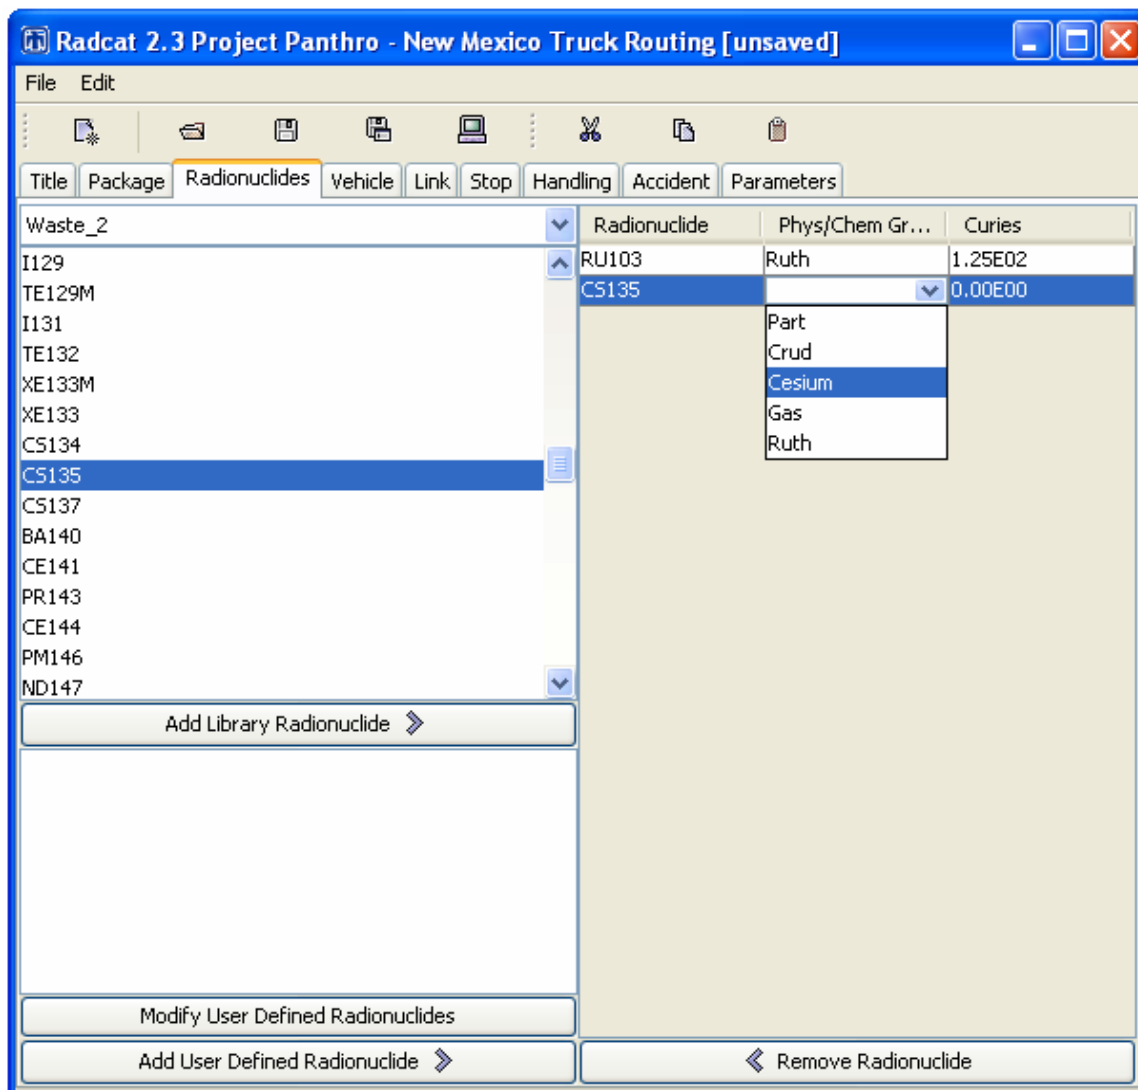 Radcat 2.3 Project Panthro - New Mexico Truck Routing [unsaved]
File Edit
Title Package Radionuclides Vehicle Link Stop Handling Accident Parameters
Waste_2
I129
TE129M
I131
TE132
XE133M
XE133
CS134
CS135
CS137
BA140
CE141
PR143
CE144
PM146
ND147
Add Library Radionuclide
Modify User Defined Radionuclides
Add User Defined Radionuclide
Radionuclide Phys/Chem Gr... Curies
RU103 Ruth 1.25E02
CS135 0.00E00
Part
Crud
Cesium
Gas
Ruth
Remove Radionuclide